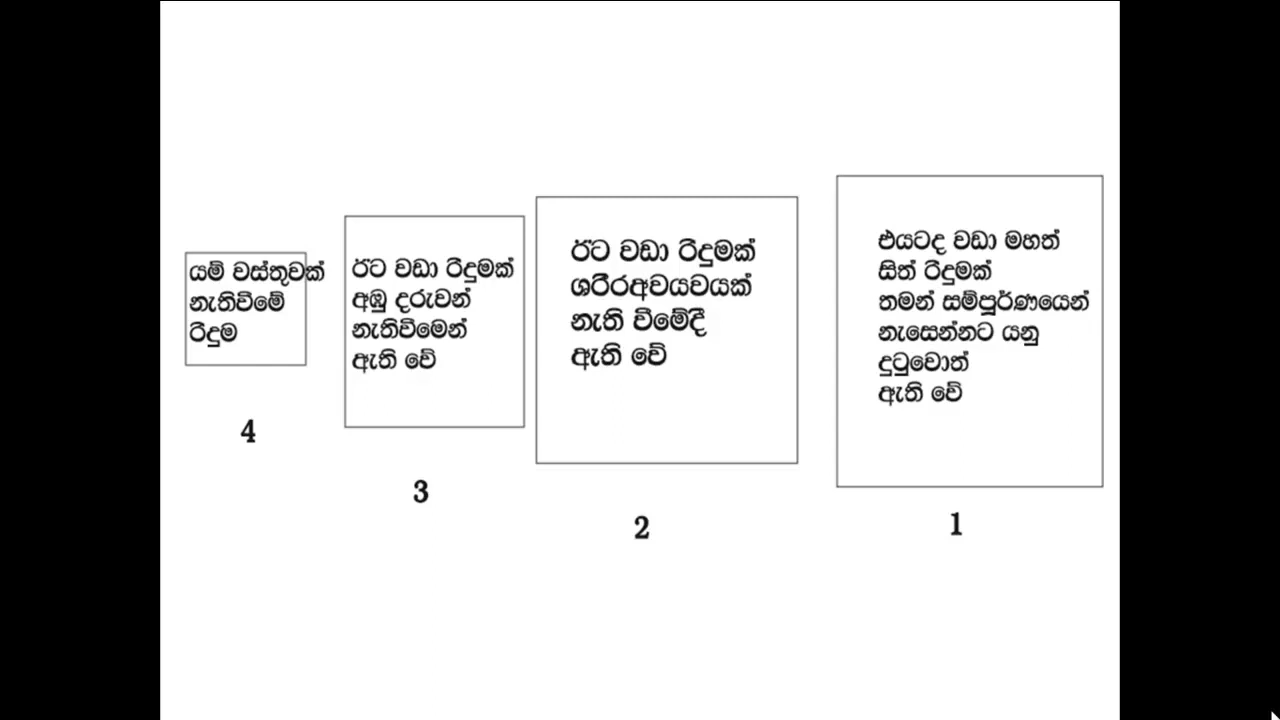 යම් වස්තුවක්
නැතිවිමේ
රිදුම
4
ඊට වඩා රිදුමක්
අඹු දරුවන්
නැතිවිමෙන්
ඇති වේ
3
ඊට වඩා රිදුමක්
ශරීරඅවයවයක්
නැති විමේදී
ඇති වේ
2
එයටද වඩා මහත්
සිත් රිදුමක්
තමන් සම්පූර්ණයෙන්
නැසෙන්නට යනු
දුටුවොත්
ඇති වේ
1